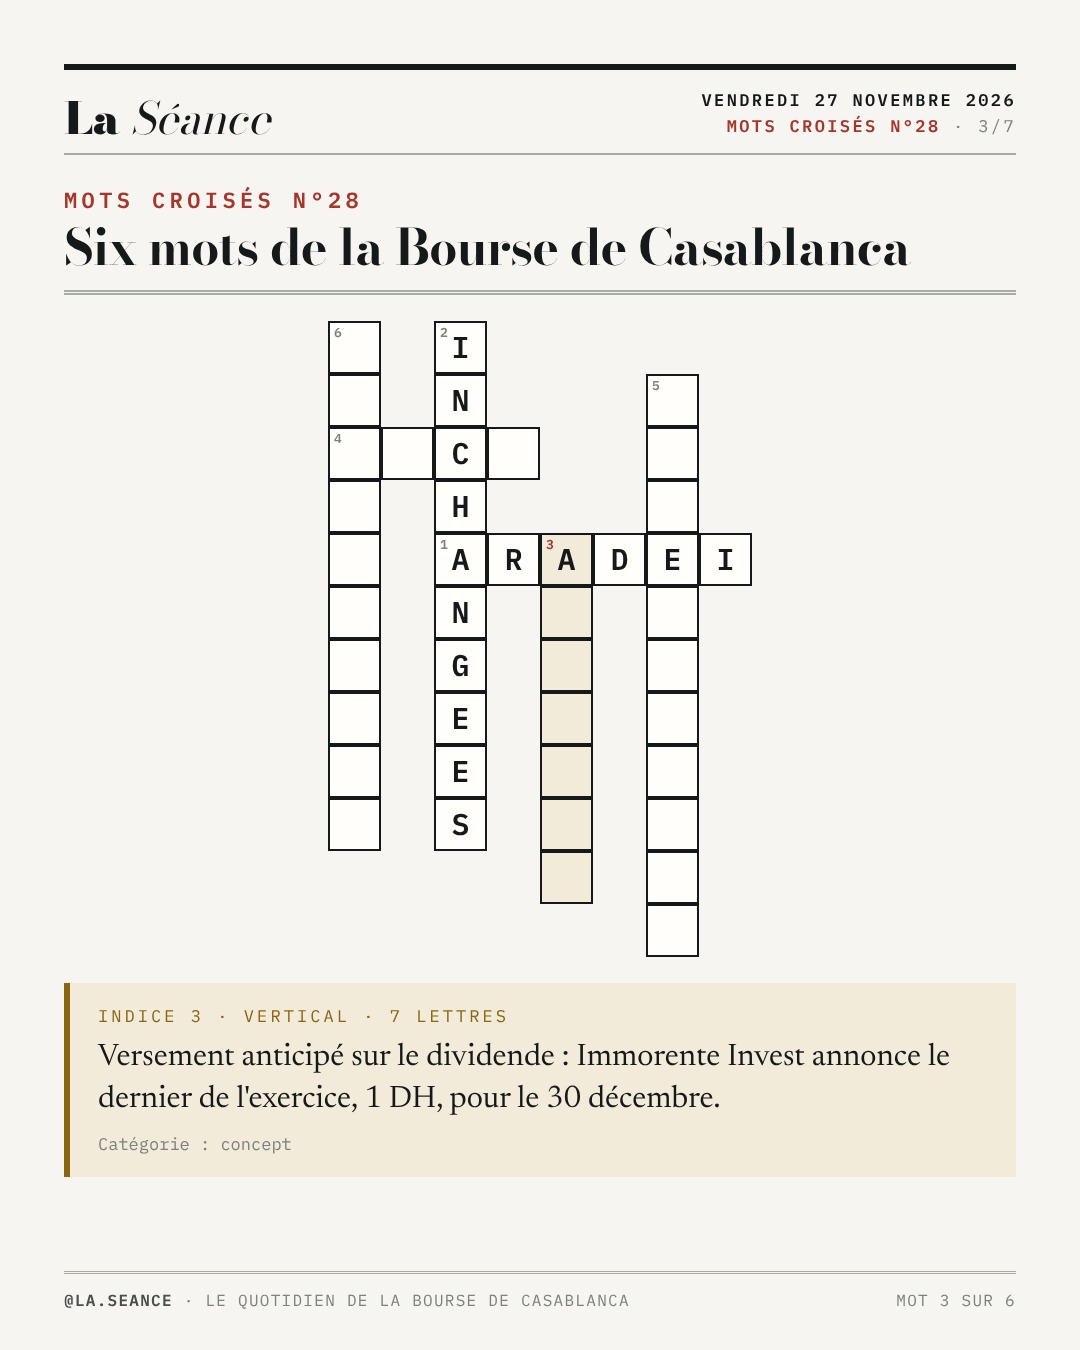 La Séance
VENDREDI 27 NOVEMBRE 2026
MOTS CROISÉS N°28 · 3/7
MOTS CROISÉS N°28
Six mots de la Bourse de Casablanca
6 2 I
N 5
4 C
H
1 A R 3 A D E I
N
G
E
E
S
INDICE 3 · VERTICAL · 7 LETTRES
Versement anticipé sur le dividende : Immorente Invest annonce le
dernier de l'exercice, 1 DH, pour le 30 décembre.
Catégorie : concept
@LA.SEANCE · LE QUOTIDIEN DE LA BOURSE DE CASABLANCA
MOT 3 SUR 6